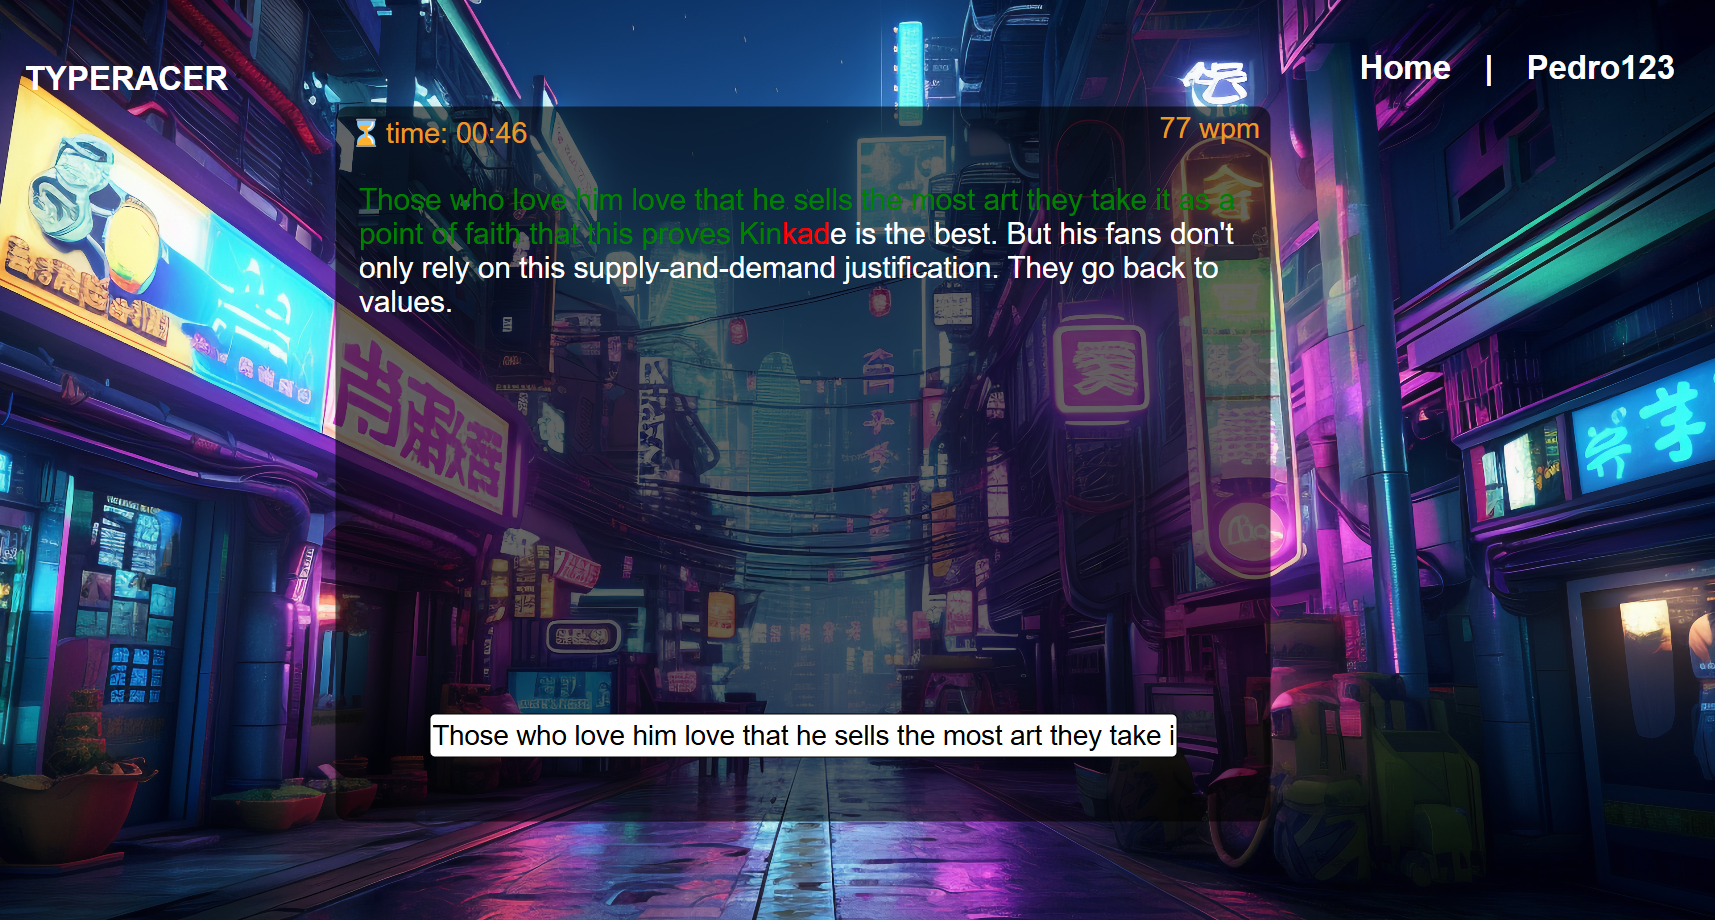 TYPERACER
Home | Pedro123
⏳ time: 00:46
77 wpm
Those who love him love that he sells the most art they take it as a
point of faith that this proves Kinkade is the best. But his fans don't
only rely on this supply-and-demand justification. They go back to
values.
Those who love him love that he sells the most art they take i